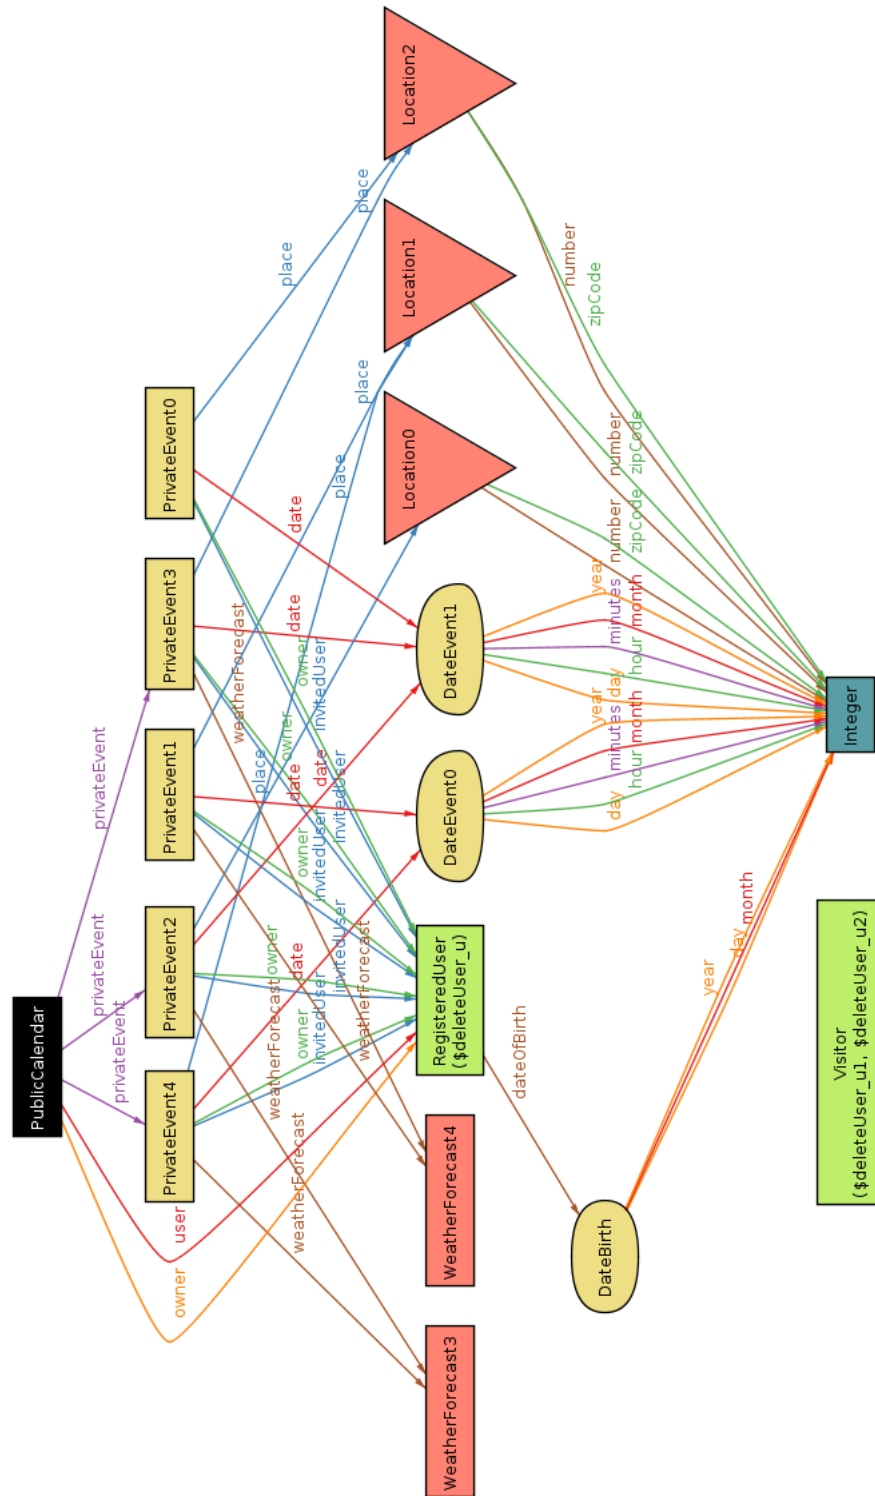 PublicCalendar
privateEvent
privateEvent
privateEvent
owner
user
PrivateEvent4
PrivateEvent2
PrivateEvent1
PrivateEvent3
PrivateEvent0
weatherForecast
weatherForecast
owner
invitedUser
date
owner
invitedUser
weatherForecast
owner
invitedUser
date
date
place
owner
invitedUser
weatherForecast
owner
invitedUser
date
date
place
place
place
place
WeatherForecast3
WeatherForecast4
RegisteredUser
($deleteUser_u)
DateEvent0
DateEvent1
Location0
Location1
Location2
dateOfBirth
day
hour
minutes
month
year
day
hour
minutes
month
year
number
zipCode
number
zipCode
number
zipCode
DateBirth
year
day
month
Visitor
($deleteUser_u1, $deleteUser_u2)
Integer